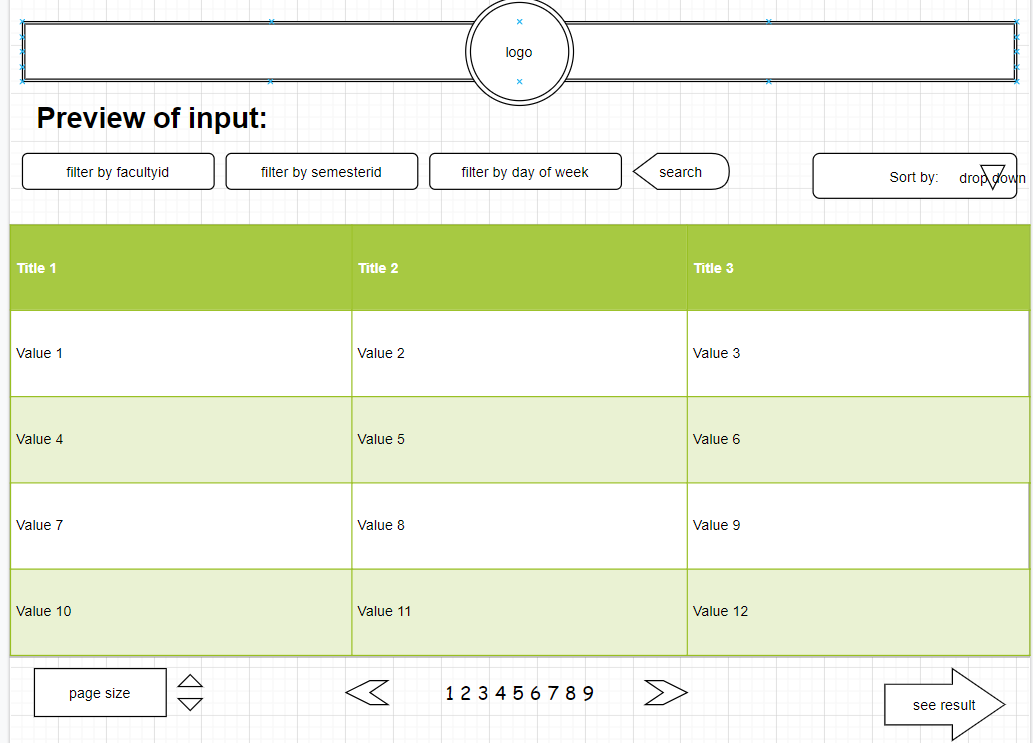 logo
Preview of input:
filter by facultyid filter by semesterid filter by day of week search Sort by: drop down
Title 1 Title 2 Title 3
Value 1 Value 2 Value 3
Value 4 Value 5 Value 6
Value 7 Value 8 Value 9
Value 10 Value 11 Value 12
page size 1 2 3 4 5 6 7 8 9 see result